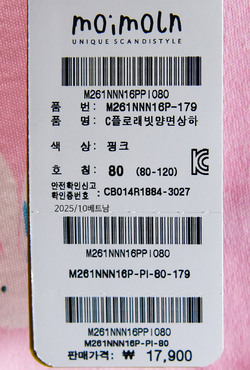 moimoln
UNIQUE SCANDISTYLE
M261NNN16PPI080
품 번: M261NNN16P-179
품 명: C플로래빗양면상하
색 상: 핑크
호 칭: 80 (80-120)
안전확인신고
확인증번호 : CB014R1884-3027
2025/10베트남
M261NNN16PPI080
M261NNN16P-PI-80-179
M261NNN16PPI080
M261NNN16P-PI-80
판매가격: ₩ 17,900